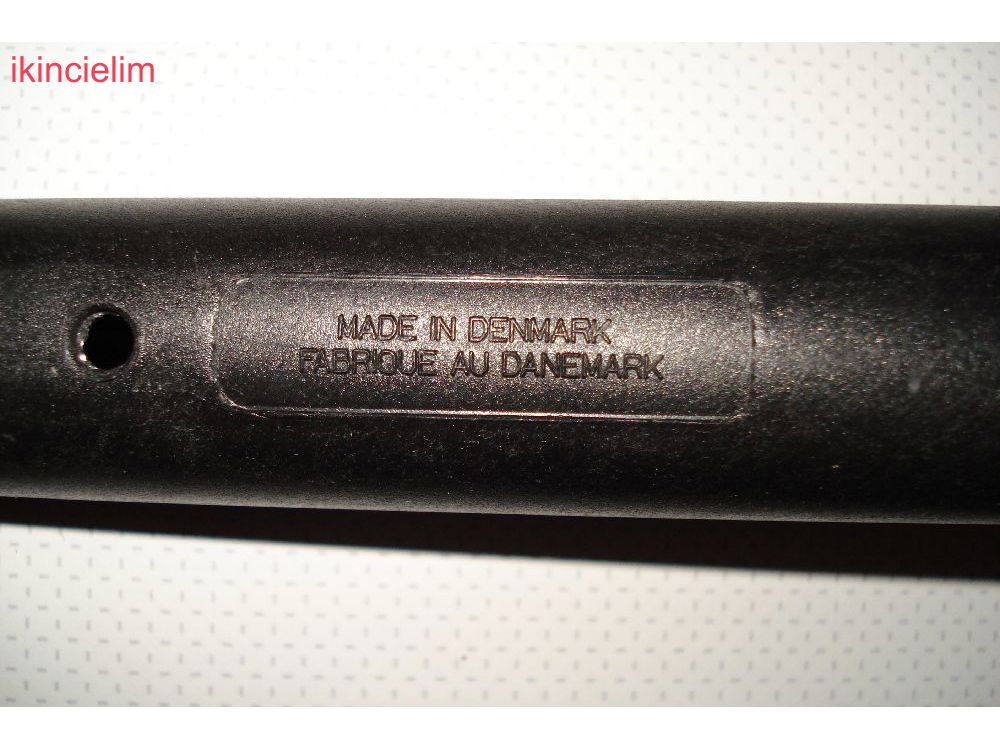 ikincielim
MADE IN DENMARK
FABRIQUE AU DANEMARK